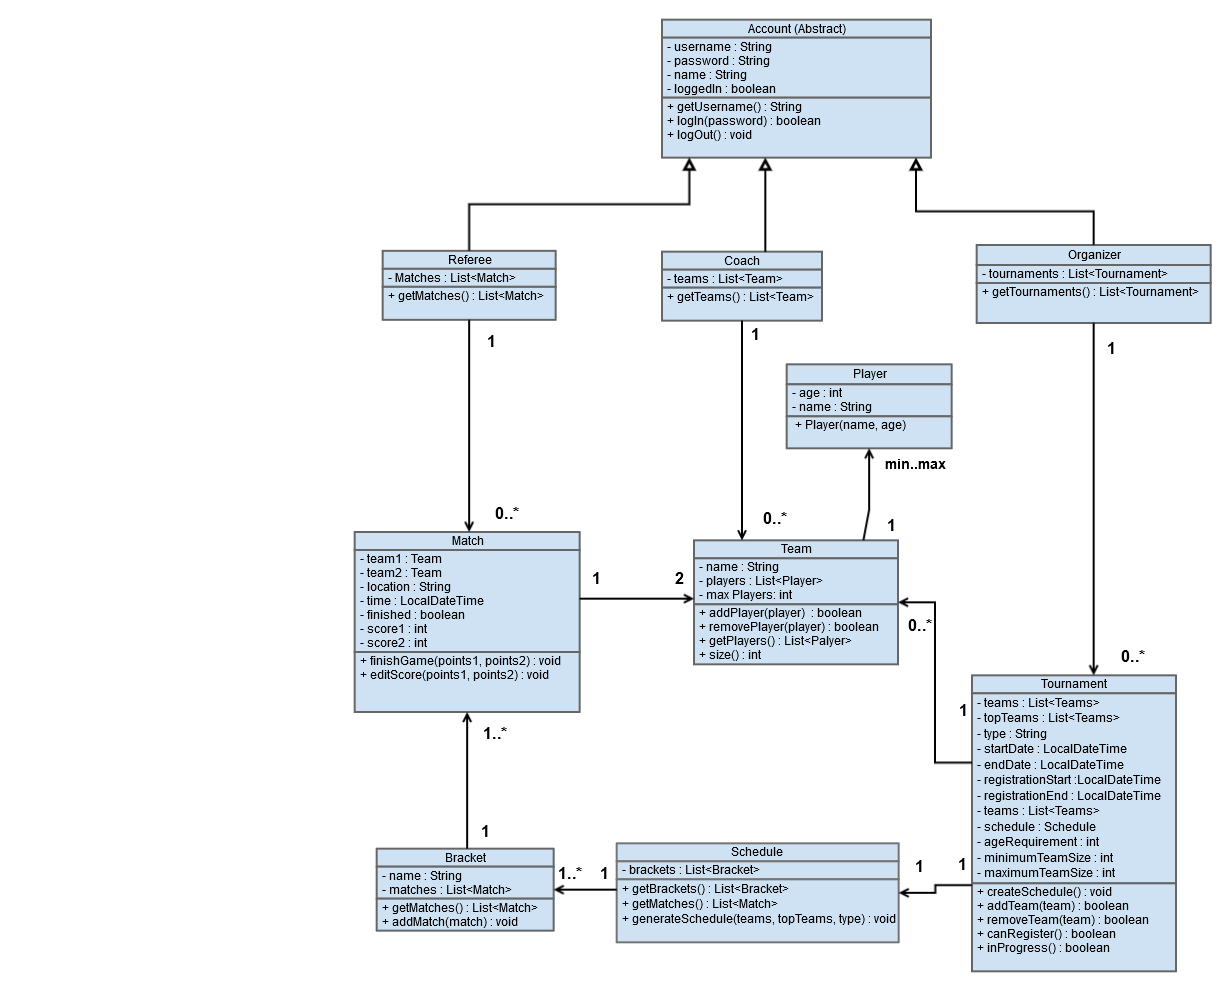 Account (Abstract)
- username : String
- password : String
- name : String
- loggedIn : boolean
+ getUsername() : String
+ logIn(password) : boolean
+ logOut() : void
Referee
- Matches : List<Match>
+ getMatches() : List<Match>
1
0..*
Coach
- teams : List<Team>
+ getTeams() : List<Team>
1
0..*
Organizer
- tournaments : List<Tournament>
+ getTournaments() : List<Tournament>
1
0..*
Player
- age : int
- name : String
+ Player(name, age)
min..max
1
Match
- team1 : Team
- team2 : Team
- location : String
- time : LocalDateTime
- finished : boolean
- score1 : int
- score2 : int
+ finishGame(points1, points2) : void
+ editScore(points1, points2) : void
1
2
Team
- name : String
- players : List<Player>
- max Players: int
+ addPlayer(player) : boolean
+ removePlayer(player) : boolean
+ getPlayers() : List<Palyer>
+ size() : int
0..*
1
Tournament
- teams : List<Teams>
- topTeams : List<Teams>
- type : String
- startDate : LocalDateTime
- endDate : LocalDateTime
- registrationStart :LocalDateTime
- registrationEnd : LocalDateTime
- teams : List<Teams>
- schedule : Schedule
- ageRequirement : int
- minimumTeamSize : int
- maximumTeamSize : int
+ createSchedule() : void
+ addTeam(team) : boolean
+ removeTeam(team) : boolean
+ canRegister() : boolean
+ inProgress() : boolean
1..*
1
Bracket
- name : String
- matches : List<Match>
+ getMatches() : List<Match>
+ addMatch(match) : void
1..*
1
Schedule
- brackets : List<Bracket>
+ getBrackets() : List<Bracket>
+ getMatches() : List<Match>
+ generateSchedule(teams, topTeams, type) : void
1
1